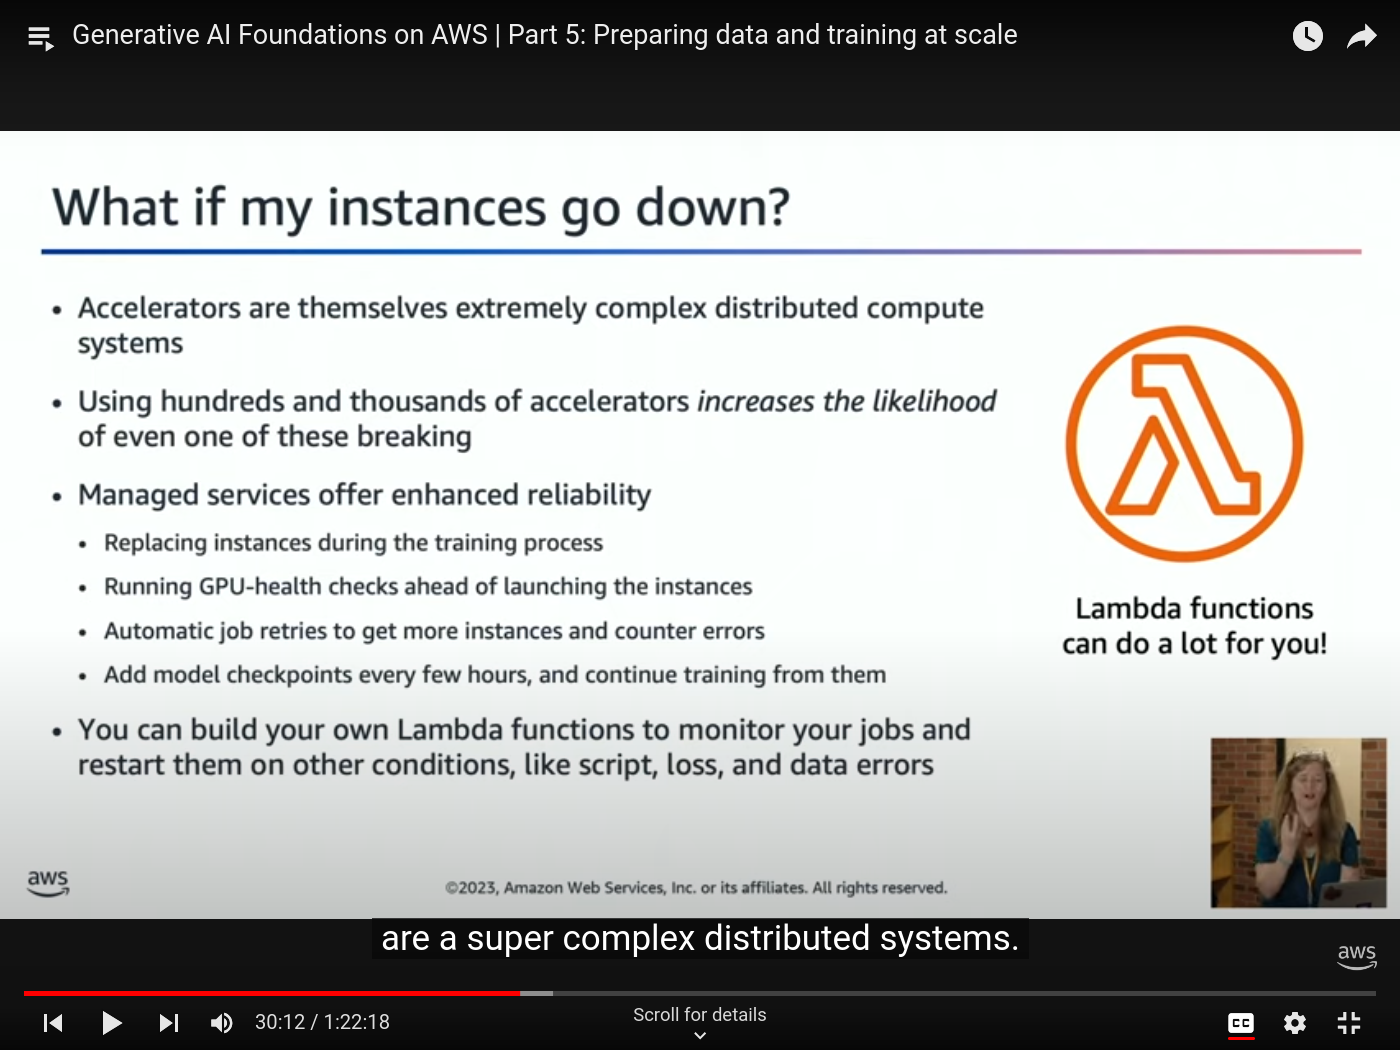 Generative AI Foundations on AWS | Part 5: Preparing data and training at scale
What if my instances go down?
• Accelerators are themselves extremely complex distributed compute
systems
• Using hundreds and thousands of accelerators increases the likelihood
of even one of these breaking
• Managed services offer enhanced reliability
• Replacing instances during the training process
• Running GPU-health checks ahead of launching the instances
• Automatic job retries to get more instances and counter errors
• Add model checkpoints every few hours, and continue training from them
• You can build your own Lambda functions to monitor your jobs and
restart them on other conditions, like script, loss, and data errors
Lambda functions
can do a lot for you!
aws
©2023, Amazon Web Services, Inc. or its affiliates. All rights reserved.
are a super complex distributed systems.
aws
30:12 / 1:22:18
Scroll for details
CC